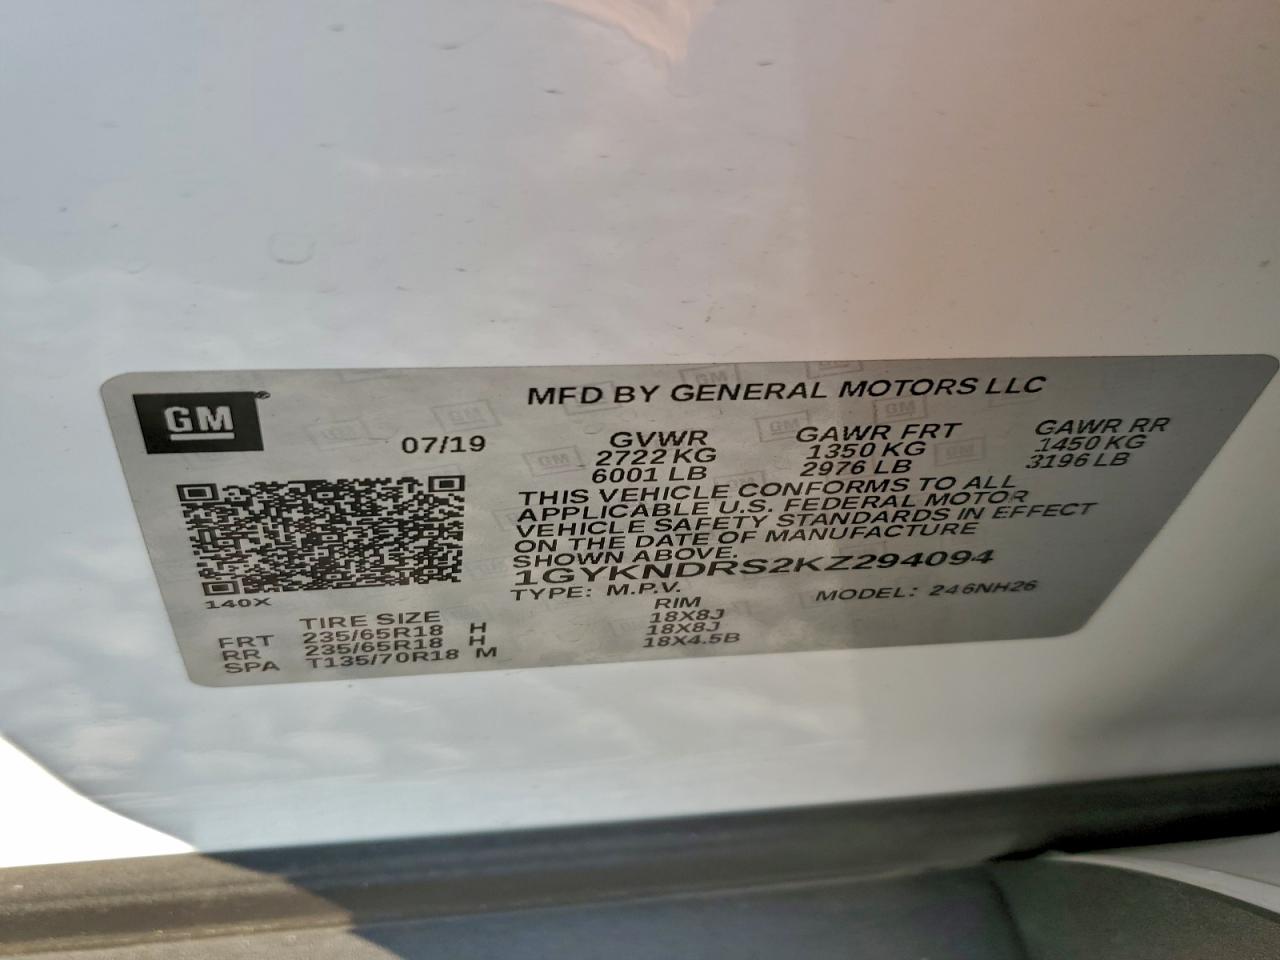 GM
MFD BY GENERAL MOTORS LLC
07/19
GVWR GAWR FRT GAWR RR
2722 KG 1350 KG 1450 KG
6001 LB 2976 LB 3196 LB
THIS VEHICLE CONFORMS TO ALL
APPLICABLE U.S. FEDERAL MOTOR
VEHICLE SAFETY STANDARDS IN EFFECT
ON THE DATE OF MANUFACTURE
SHOWN ABOVE.
1GYKNDRS2KZ294094
TYPE: M.P.V. MODEL: 246NH26
140X
TIRE SIZE RIM
FRT 235/65R18 H 18X8J
RR 235/65R18 H 18X8J
SPA T135/70R18 M 18X4.5B